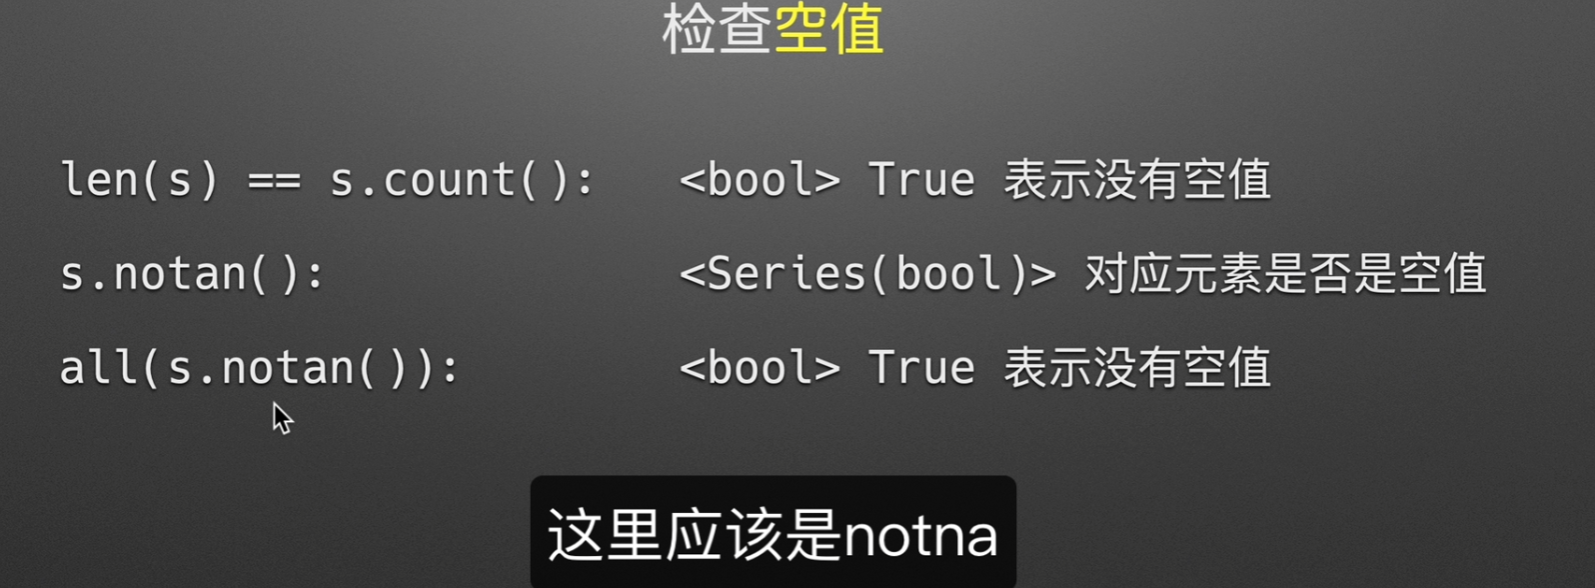 检查空值
len(s) == s.count(): <bool> True 表示没有空值
s.notan(): <Series(bool)> 对应元素是否是空值
all(s.notan()): <bool> True 表示没有空值
这里应该是notna